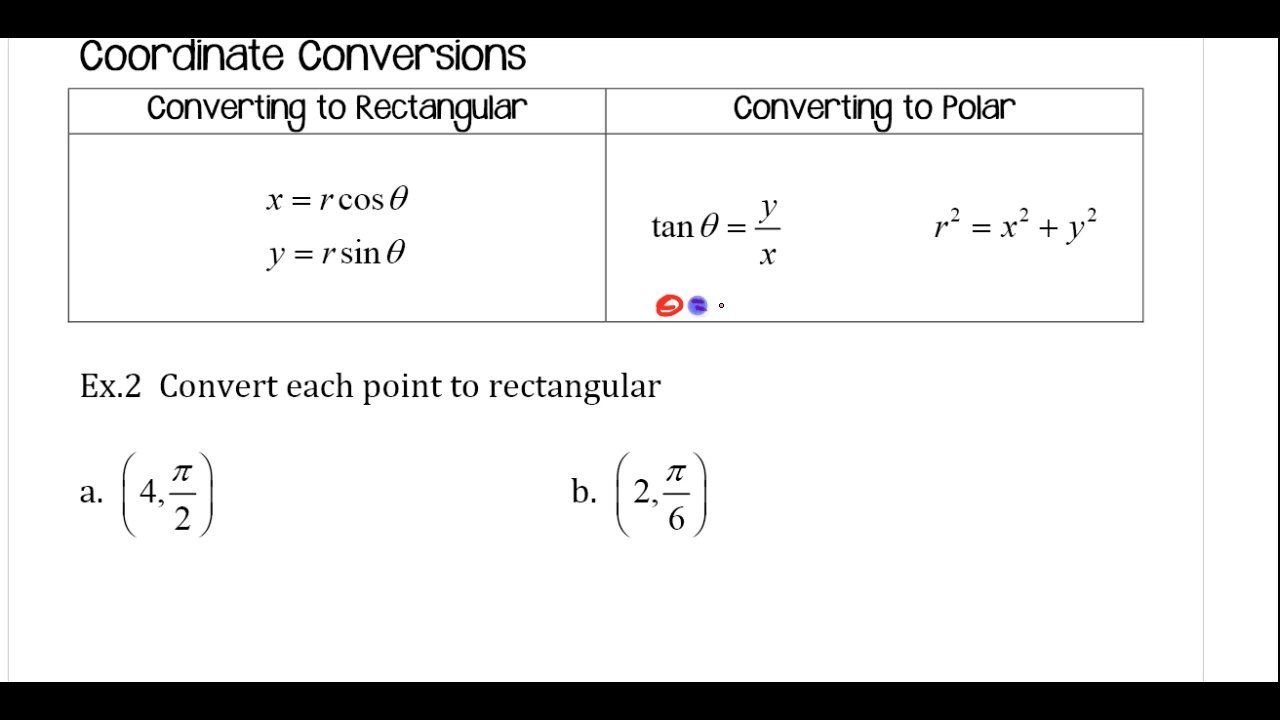 Coordinate Conversions
Converting to Rectangular
Converting to Polar
x = r cos θ
y = r sin θ
tan θ = y/x
r² = x² + y²
θ =
Ex.2 Convert each point to rectangular
a. (4, π/2)
b. (2, π/6)